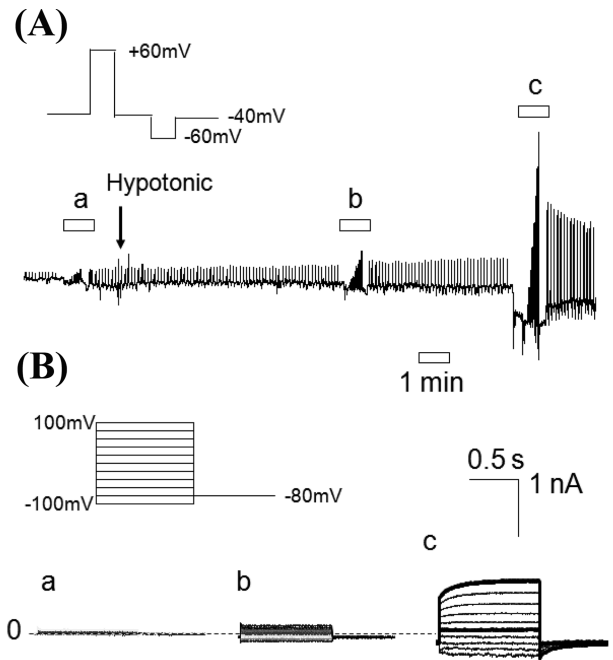 (A)
+60mV
-40mV
-60mV
Hypotonic
a
b
c
1 min
(B)
100mV
-100mV
-80mV
0.5 s
1 nA
a
b
c
0